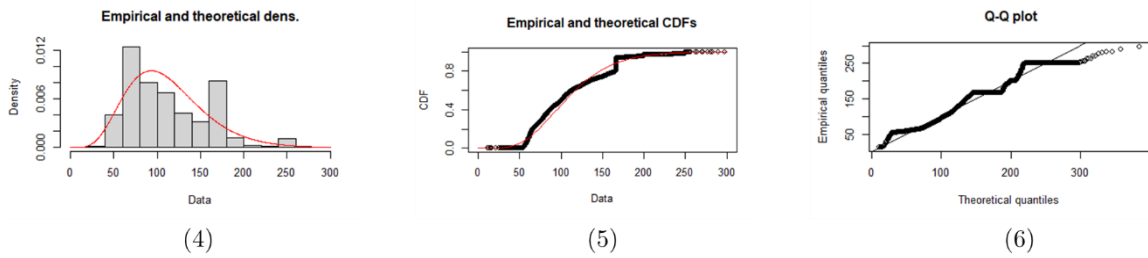 Empirical and theoretical dens.
Density
0.000 0.006 0.012
0 50 100 150 200 250 300
Data
(4)
Empirical and theoretical CDFs
CDF
0.0 0.4 0.8
0 50 100 150 200 250 300
Data
(5)
Q-Q plot
Empirical quantiles
50 150 250
0 100 200 300
Theoretical quantiles
(6)